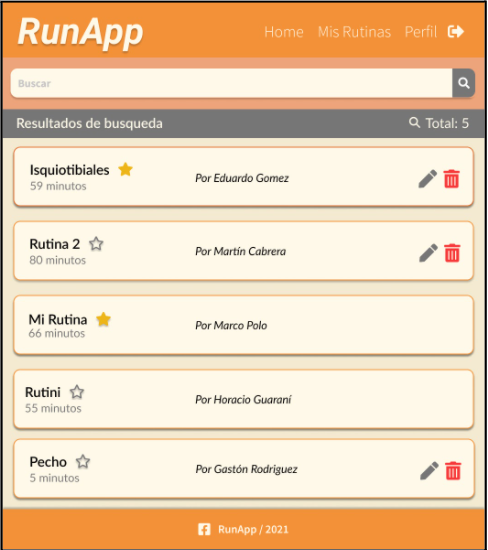 RunApp
Home Mis Rutinas Perfil
Buscar
Resultados de busqueda Total: 5
Isquiotibiales
59 minutos
Por Eduardo Gomez
Rutina 2
80 minutos
Por Martín Cabrera
Mi Rutina
66 minutos
Por Marco Polo
Rutini
55 minutos
Por Horacio Guaraní
Pecho
5 minutos
Por Gastón Rodriguez
RunApp / 2021